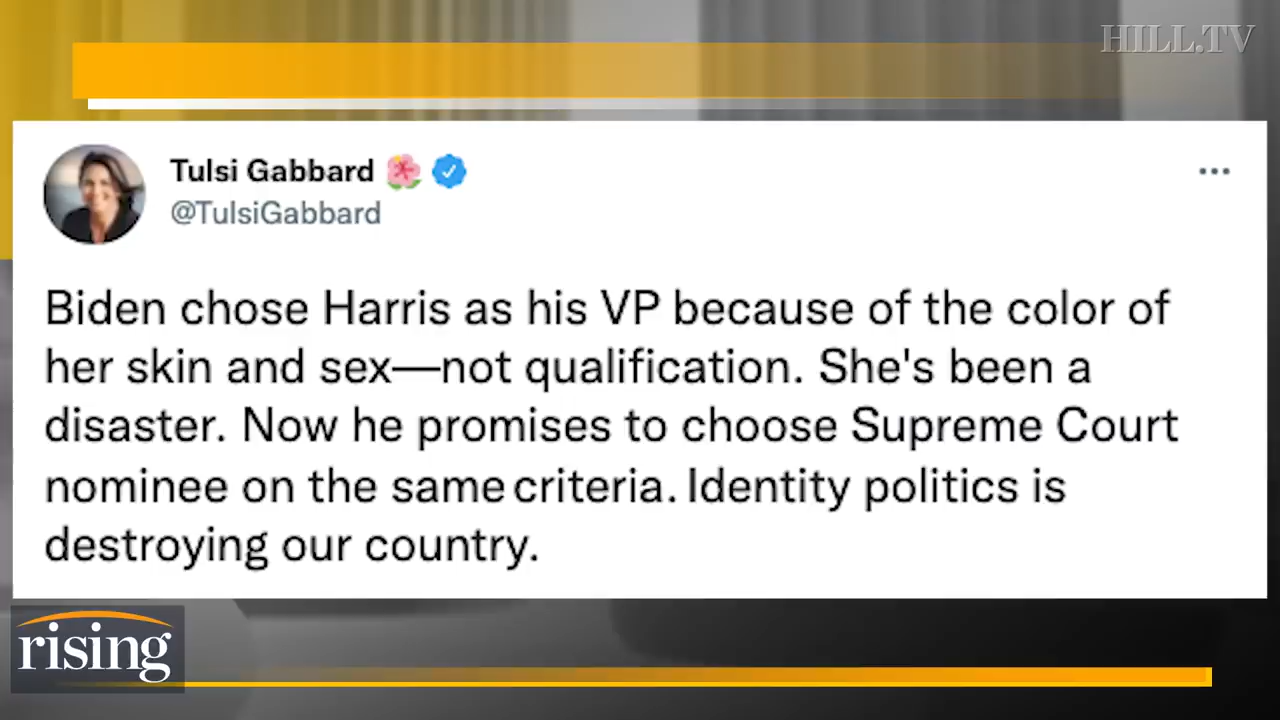 HILL.TV
Tulsi Gabbard
@TulsiGabbard
Biden chose Harris as his VP because of the color of
her skin and sex—not qualification. She's been a
disaster. Now he promises to choose Supreme Court
nominee on the same criteria. Identity politics is
destroying our country.
rising